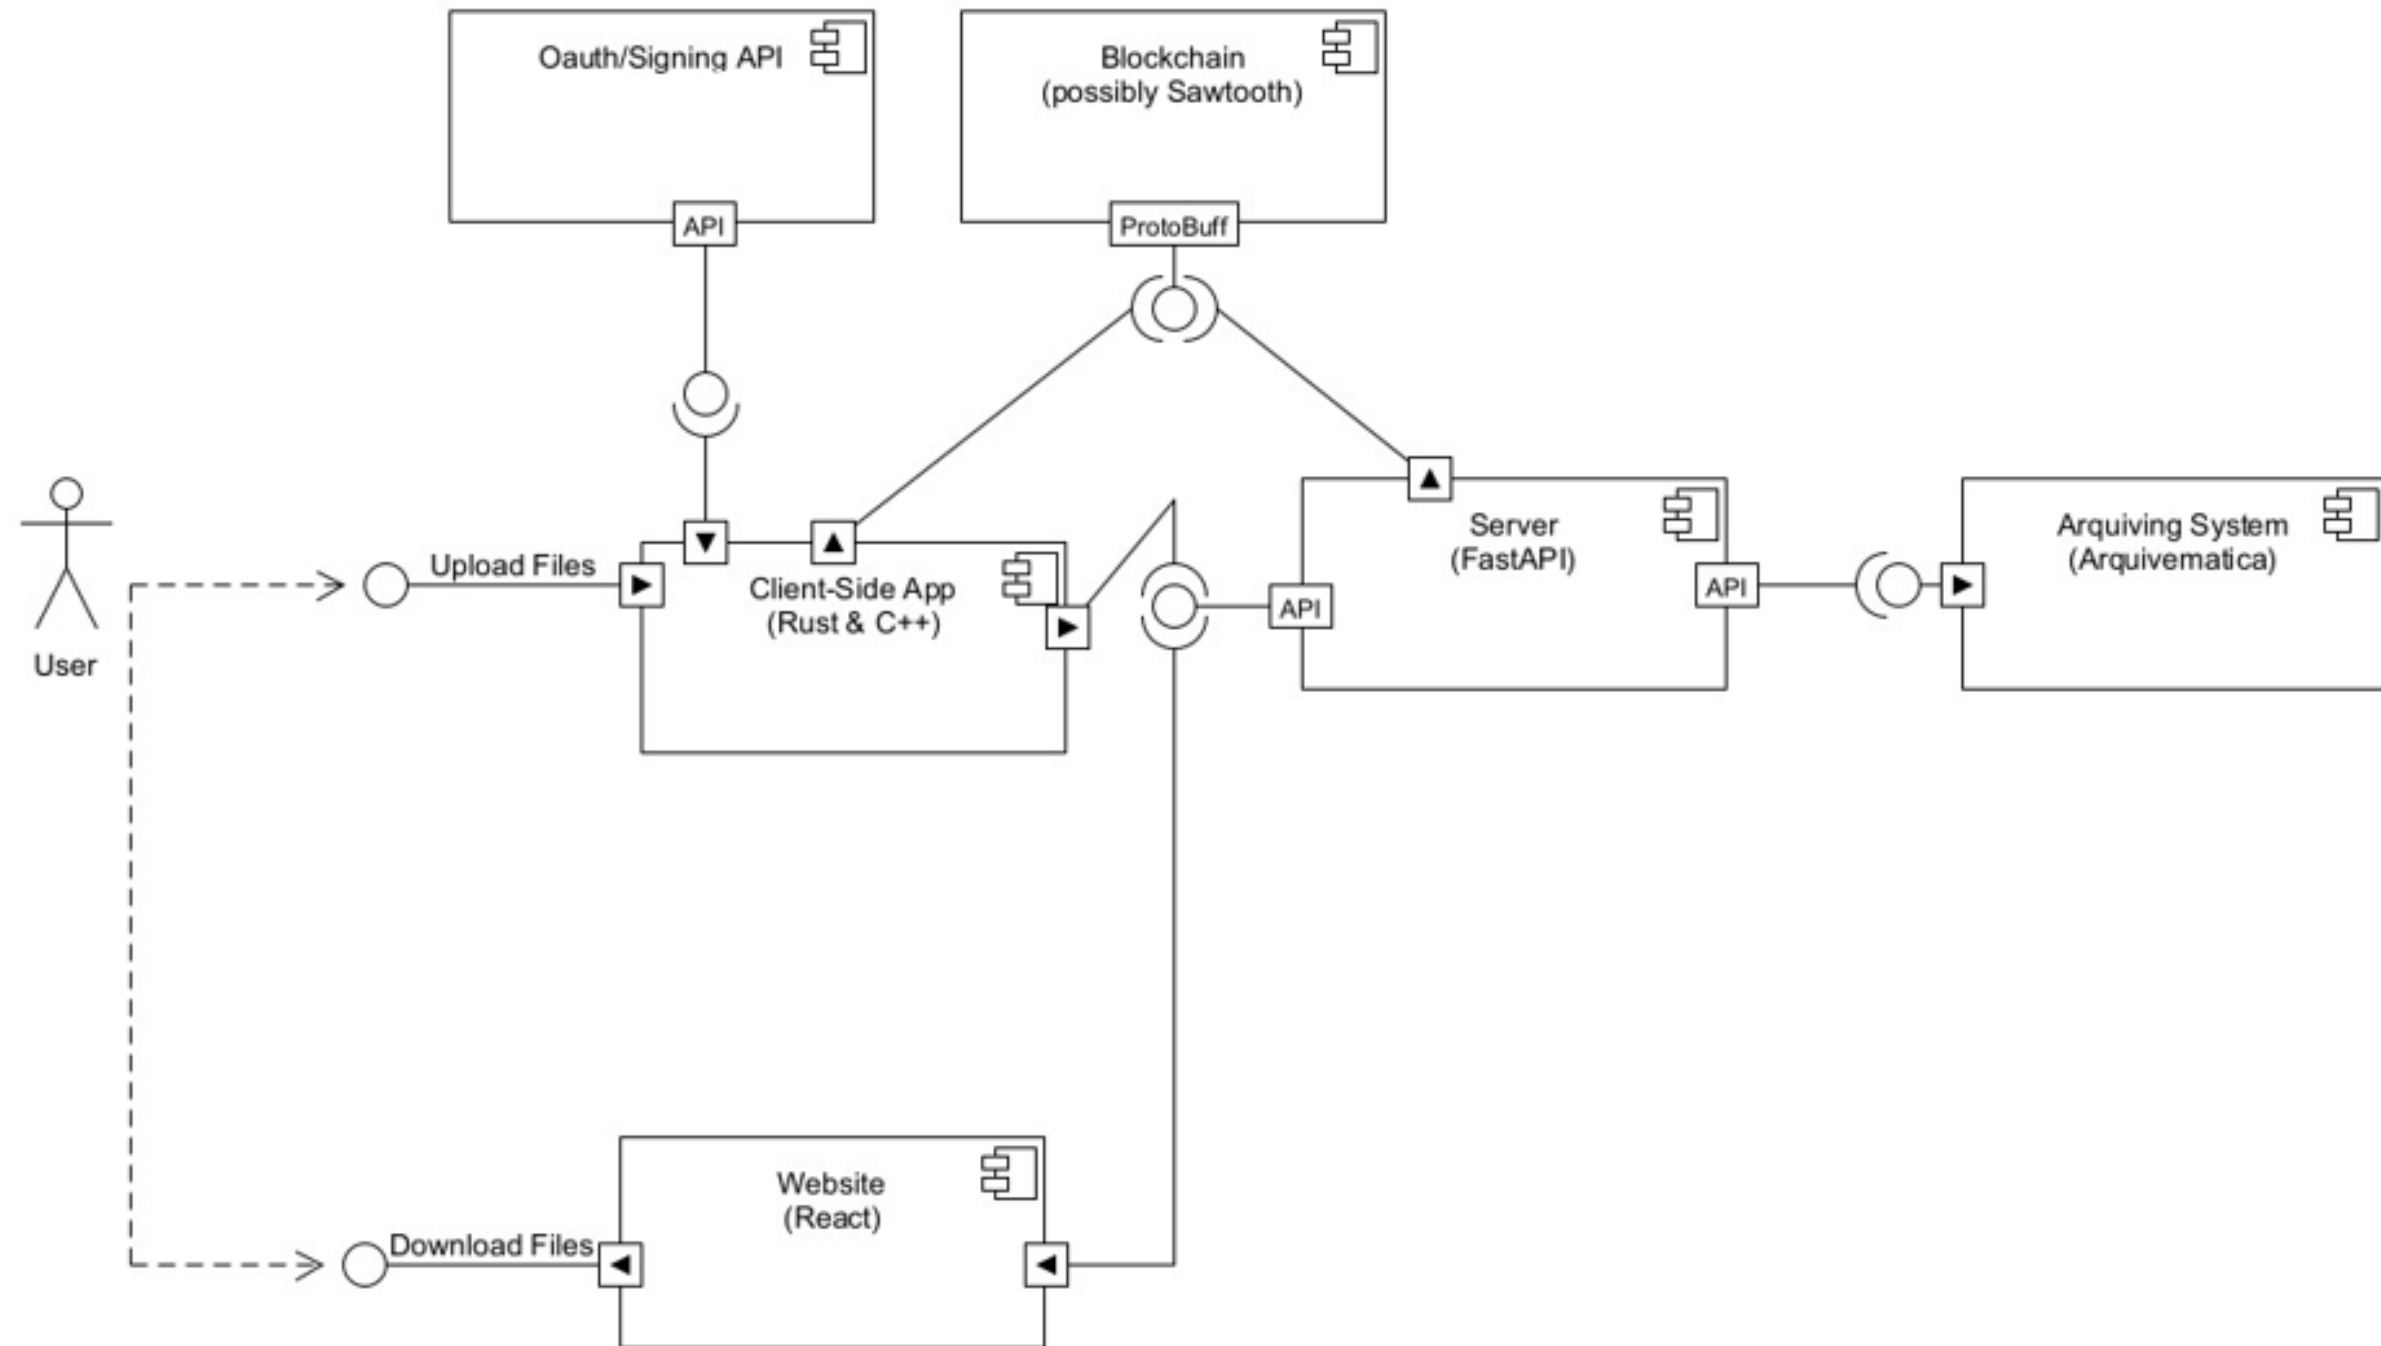 Oauth/Signing API
API
Blockchain
(possibly Sawtooth)
ProtoBuff
User
Upload Files
Client-Side App
(Rust & C++)
API
Server
(FastAPI)
API
Arquiving System
(Arquivematica)
Download Files
Website
(React)